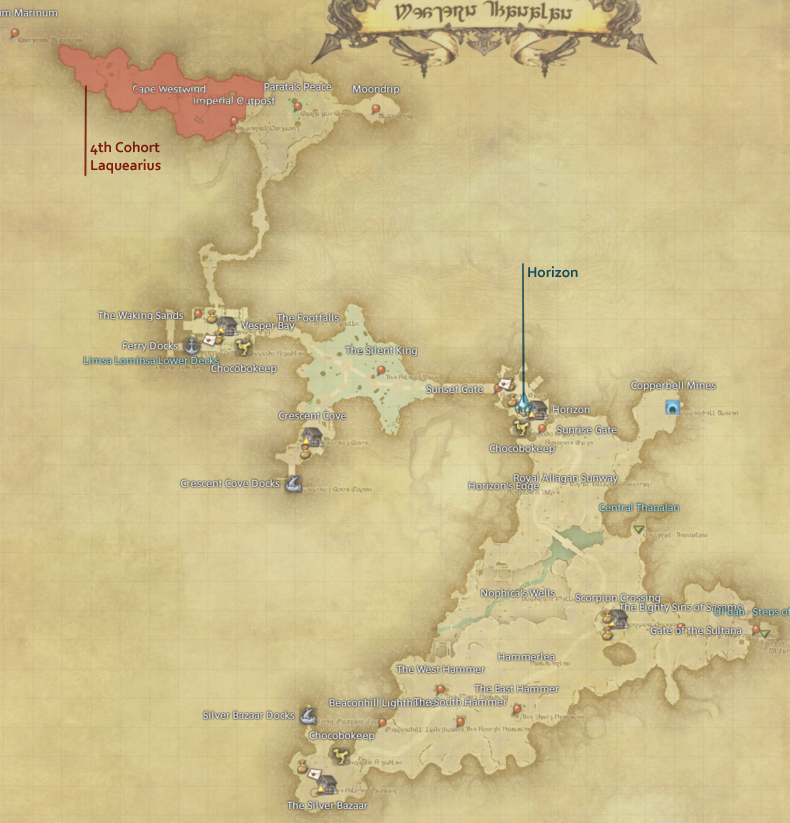 um Marinum
Cape Westwind
Imperial Outpost
Parata's Peace
Moondrip
4th Cohort
Laquearius
Horizon
The Waking Sands
The Footfalls
Vesper Bay
Ferry Docks
Limsa Lominsa Lower Decks
Chocobokeep
The Silent King
Sunset Gate
Copperbell Mines
Crescent Cove
Horizon
Sunrise Gate
Chocobokeep
Crescent Cove Docks
Royal Allagan Sunway
Horizon's Edge
Central Thanalan
Nophica's Wells
Scorpion Crossing
The Eighty Sins of Sasamo
Steps of
Gate of the Sultana
Hammerlea
The West Hammer
The East Hammer
Beaconhill Lighthouse
The South Hammer
Silver Bazaar Docks
Chocobokeep
The Silver Bazaar